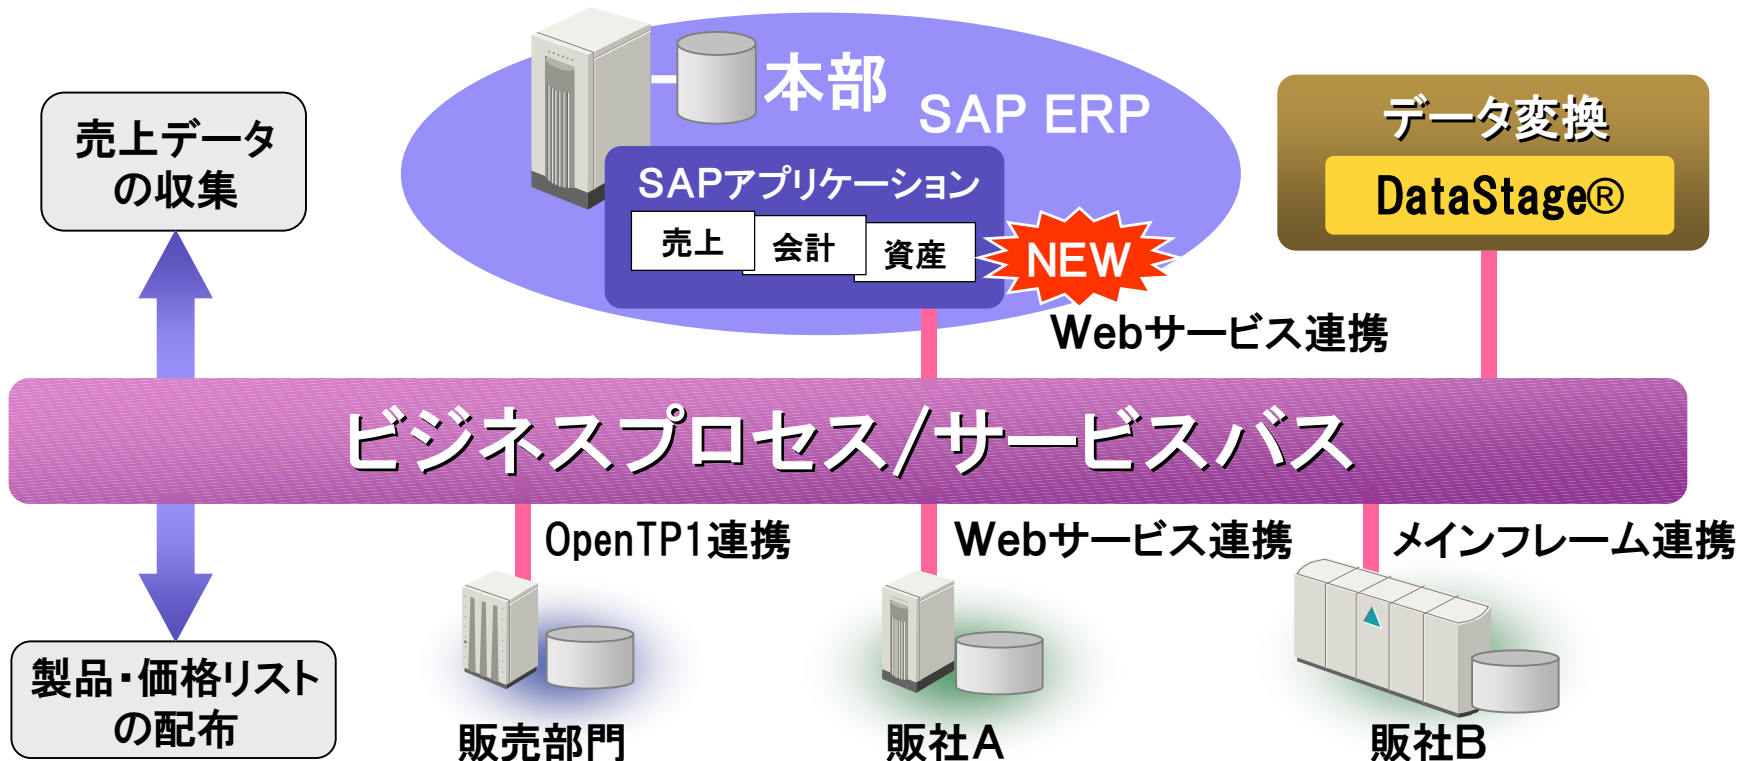 本部
SAP ERP
売上データ
の収集
データ変換
DataStage®
SAPアプリケーション
売上
会計
資産
NEW
Webサービス連携
ビジネスプロセス/サービスバス
OpenTP1連携
Webサービス連携
メインフレーム連携
製品・価格リスト
の配布
販売部門
販社A
販社B